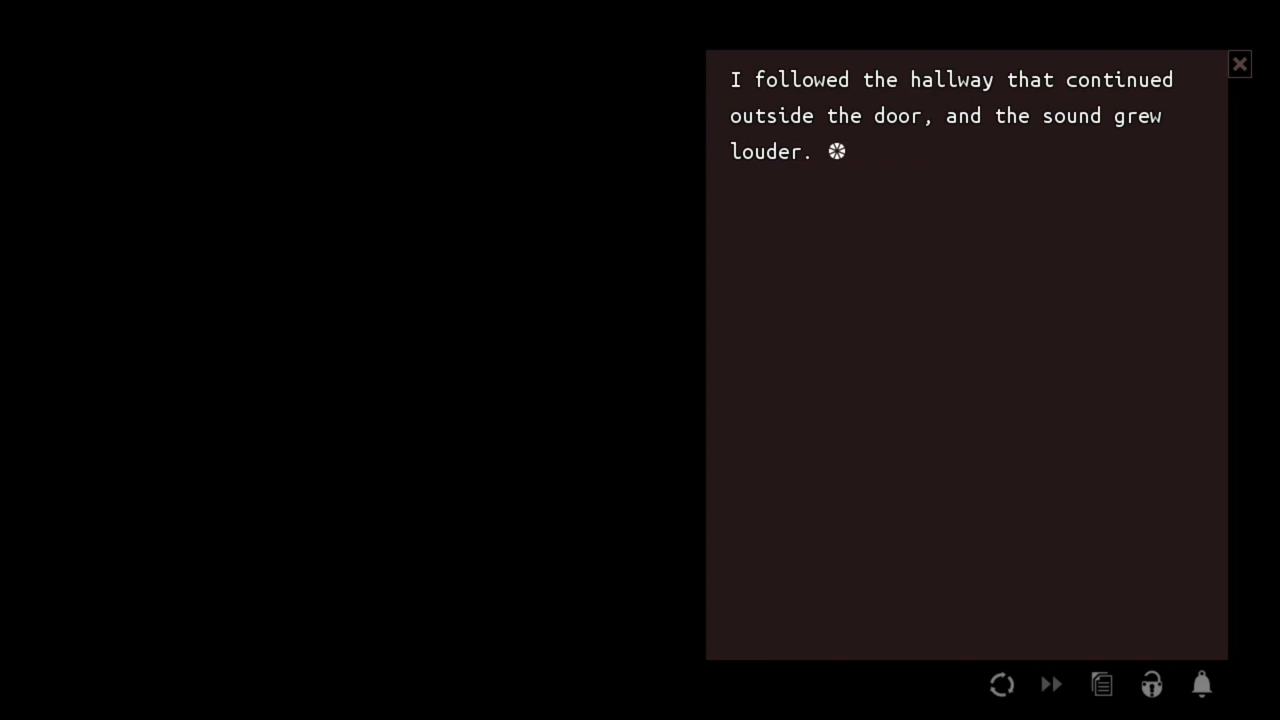 I followed the hallway that continued
outside the door, and the sound grew
louder.